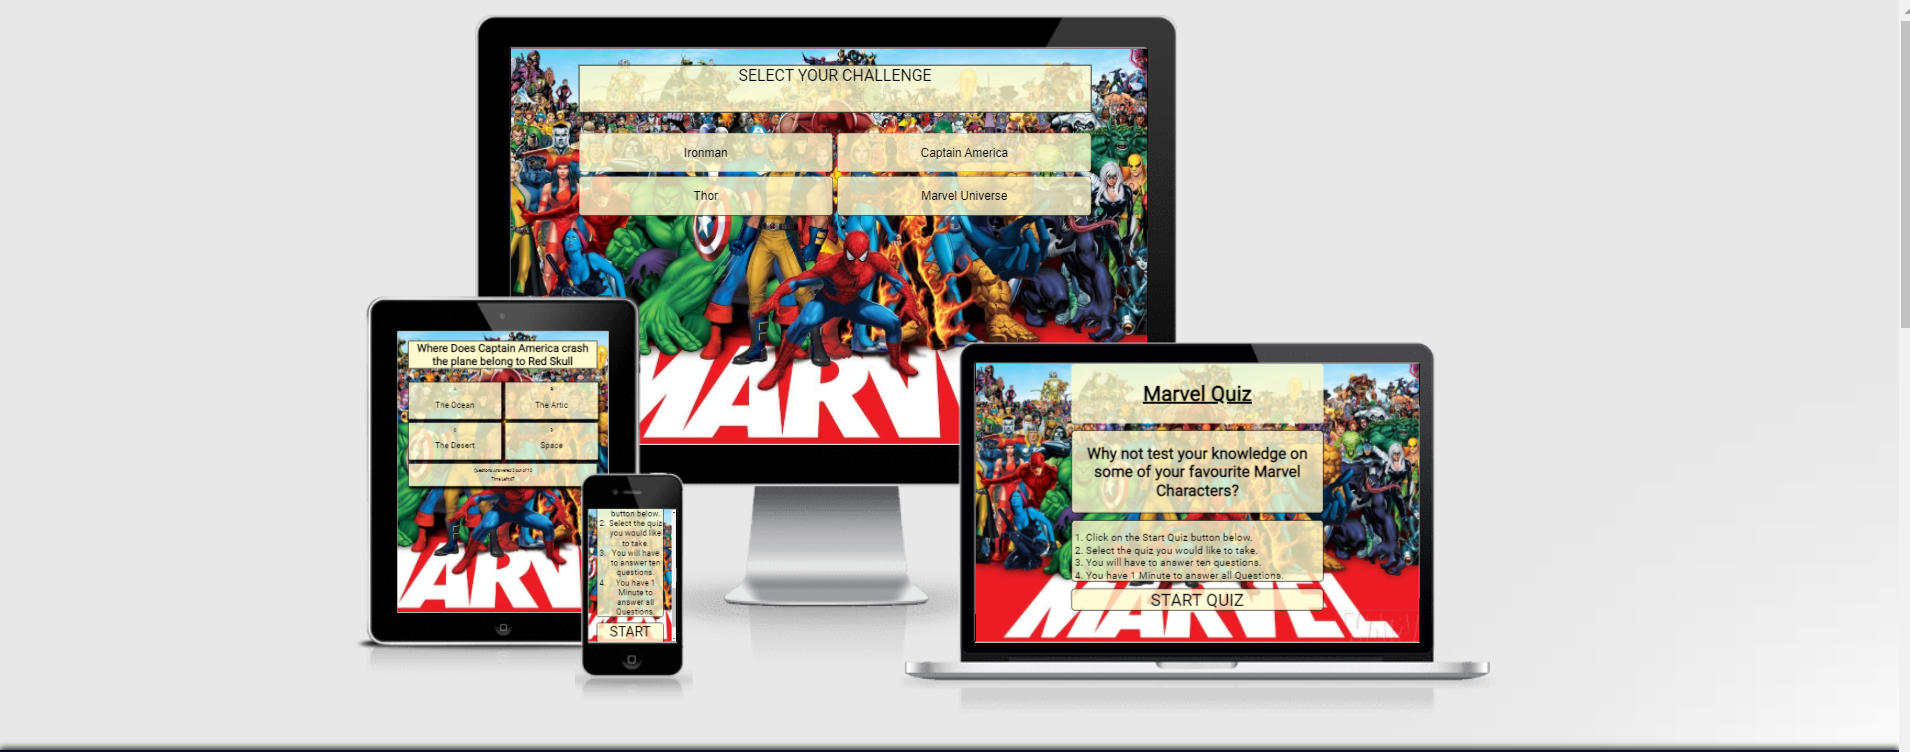 SELECT YOUR CHALLENGE
Ironman
Captain America
Thor
Marvel Universe
MARV
Where Does Captain America crash
the plane belong to Red Skull
A
The Ocean
B
The Artic
C
The Desert
D
Space
Questions Answered
out of 10
Time Left:
MARV
button below.
2. Select the quiz
you would like
to take.
3. You will have
to answer ten
questions.
4. You have 1
Minute to
answer all
Questions.
START
Marvel Quiz
Why not test your knowledge on
some of your favourite Marvel
Characters?
1. Click on the Start Quiz button below.
2. Select the quiz you would like to take.
3. You will have to answer ten questions.
4. You have 1 Minute to answer all Questions.
START QUIZ
MARVEL